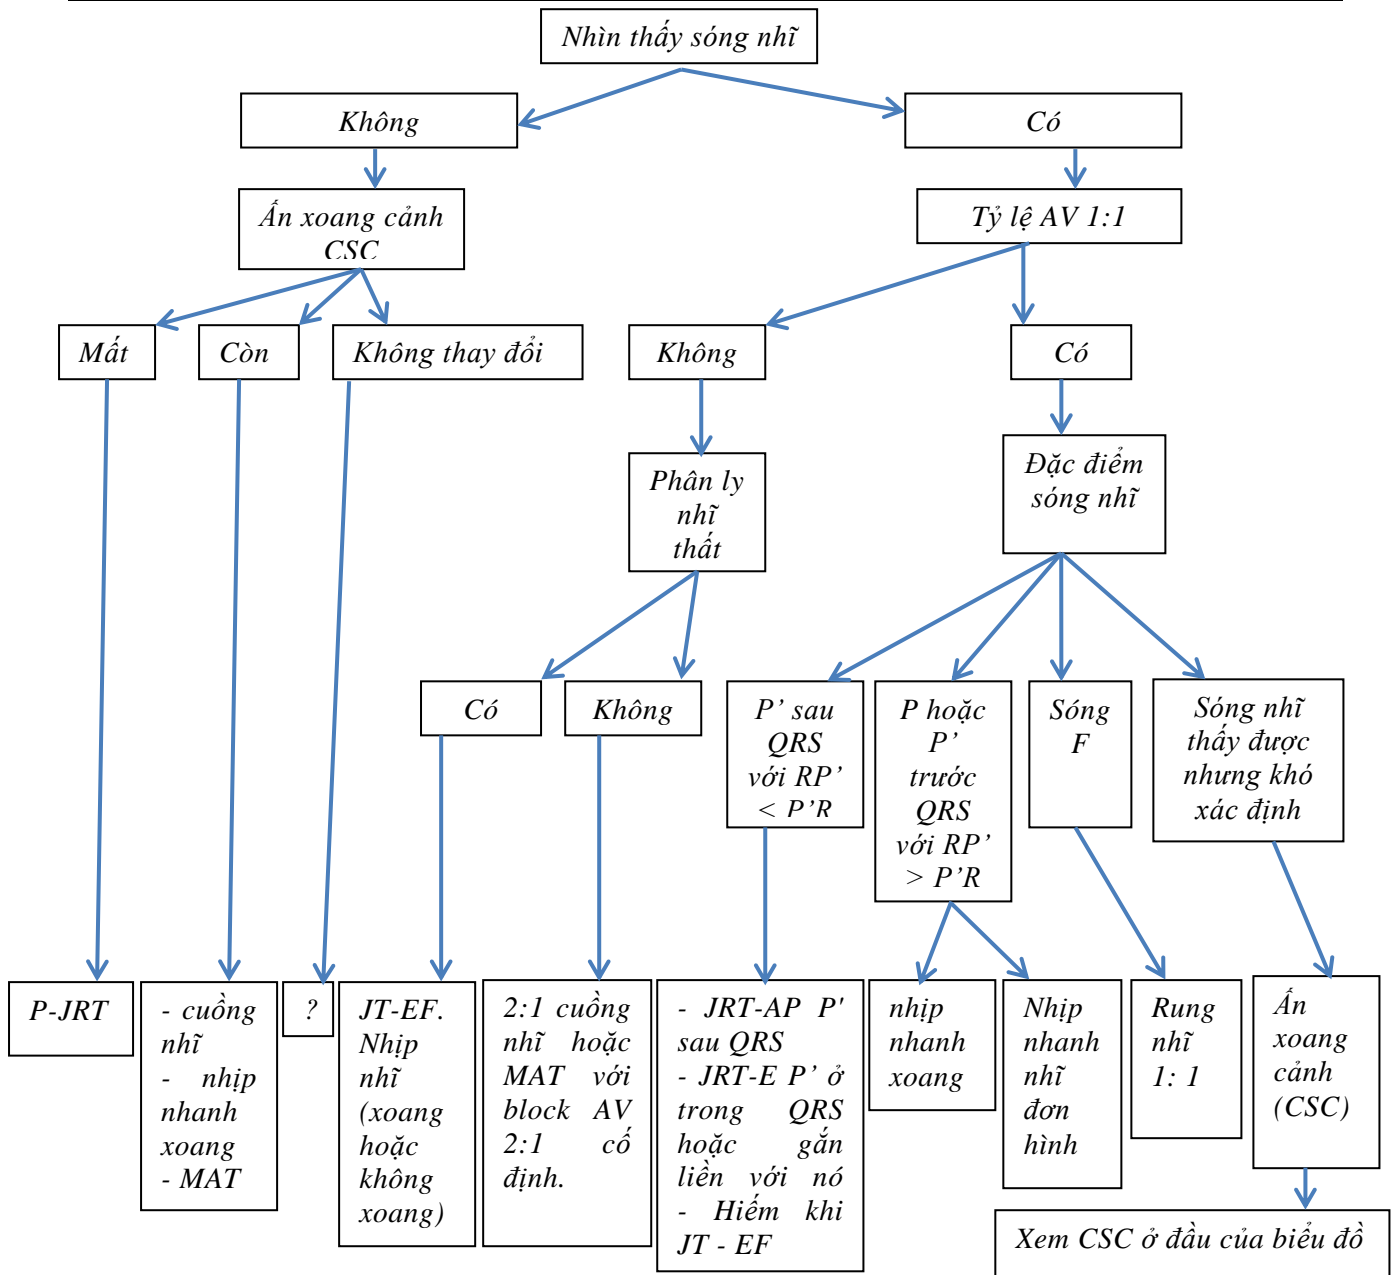 Nhìn thấy sóng nhĩ
Không
Có
Ấn xoang cảnh
CSC
Tỷ lệ AV 1:1
Mất
Còn
Không thay đổi
Không
Có
Phân ly
nhĩ
thất
Đặc điểm
sóng nhĩ
Có
Không
P’ sau
QRS
với RP’
< P’R
P hoặc
P’
trước
QRS
với RP’
> P’R
Sóng
F
Sóng nhĩ
thấy được
nhưng khó
xác định
P-JRT
- cuồng
nhĩ
- nhịp
nhanh
xoang
- MAT
?
JT-EF.
Nhịp
nhĩ
(xoang
hoặc
không
xoang)
2:1 cuồng
nhĩ hoặc
MAT với
block AV
2:1 cố
định.
- JRT-AP P'
sau QRS
- JRT-E P’ ở
trong QRS
hoặc gắn
liền với nó
- Hiếm khi
JT - EF
nhịp
nhanh
xoang
Nhịp
nhanh
nhĩ
đơn
hình
Rung
nhĩ
1: 1
Ấn
xoang
cảnh
(CSC)
Xem CSC ở đầu của biểu đồ